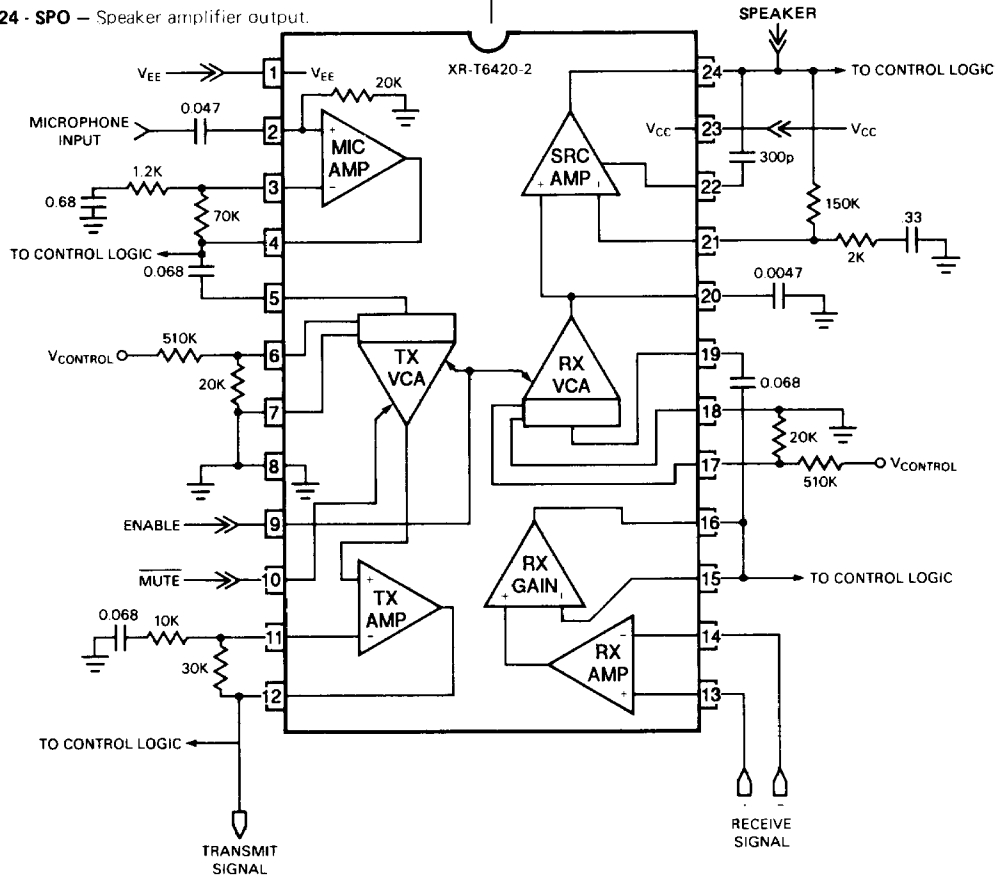 24 - SPO – Speaker amplifier output.
SPEAKER
XR-T6420-2
V_EE
1
V_EE
20K
24
TO CONTROL LOGIC
0.047
MICROPHONE
INPUT
2
+
MIC
AMP
-
SRC
AMP
+
-
V_CC
23
V_CC
300p
1.2K
3
22
0.68
70K
150K
.33
4
21
2K
TO CONTROL LOGIC
0.068
5
20
0.0047
510K
V_CONTROL
6
TX
VCA
RX
VCA
19
0.068
20K
7
18
20K
8
17
V_CONTROL
510K
ENABLE
9
16
MUTE
10
RX
GAIN
+
-
15
TO CONTROL LOGIC
0.068
10K
11
+
TX
AMP
-
-
RX
AMP
+
14
30K
12
13
TO CONTROL LOGIC
RECEIVE
SIGNAL
TRANSMIT
SIGNAL